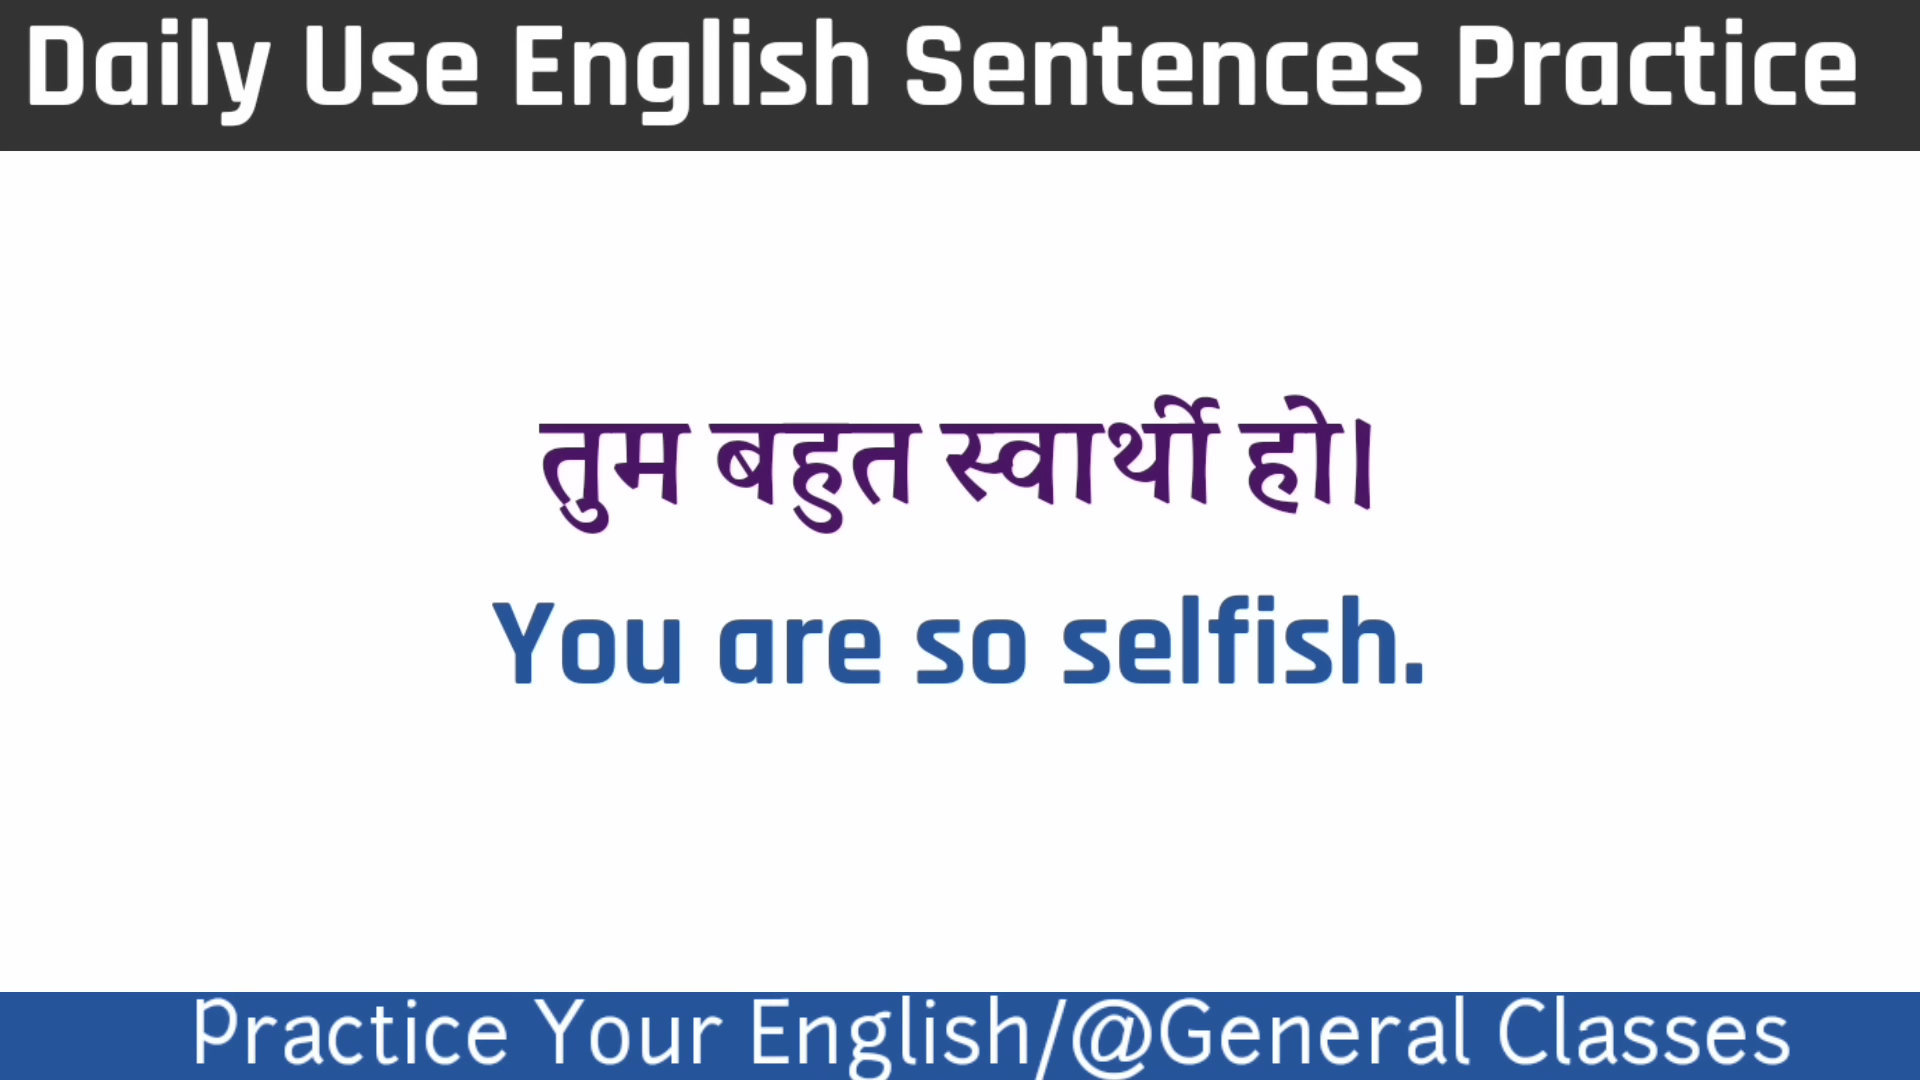 Daily Use English Sentences Practice
तुम बहुत स्वार्थी हो।
You are so selfish.
Practice Your English/@General Classes